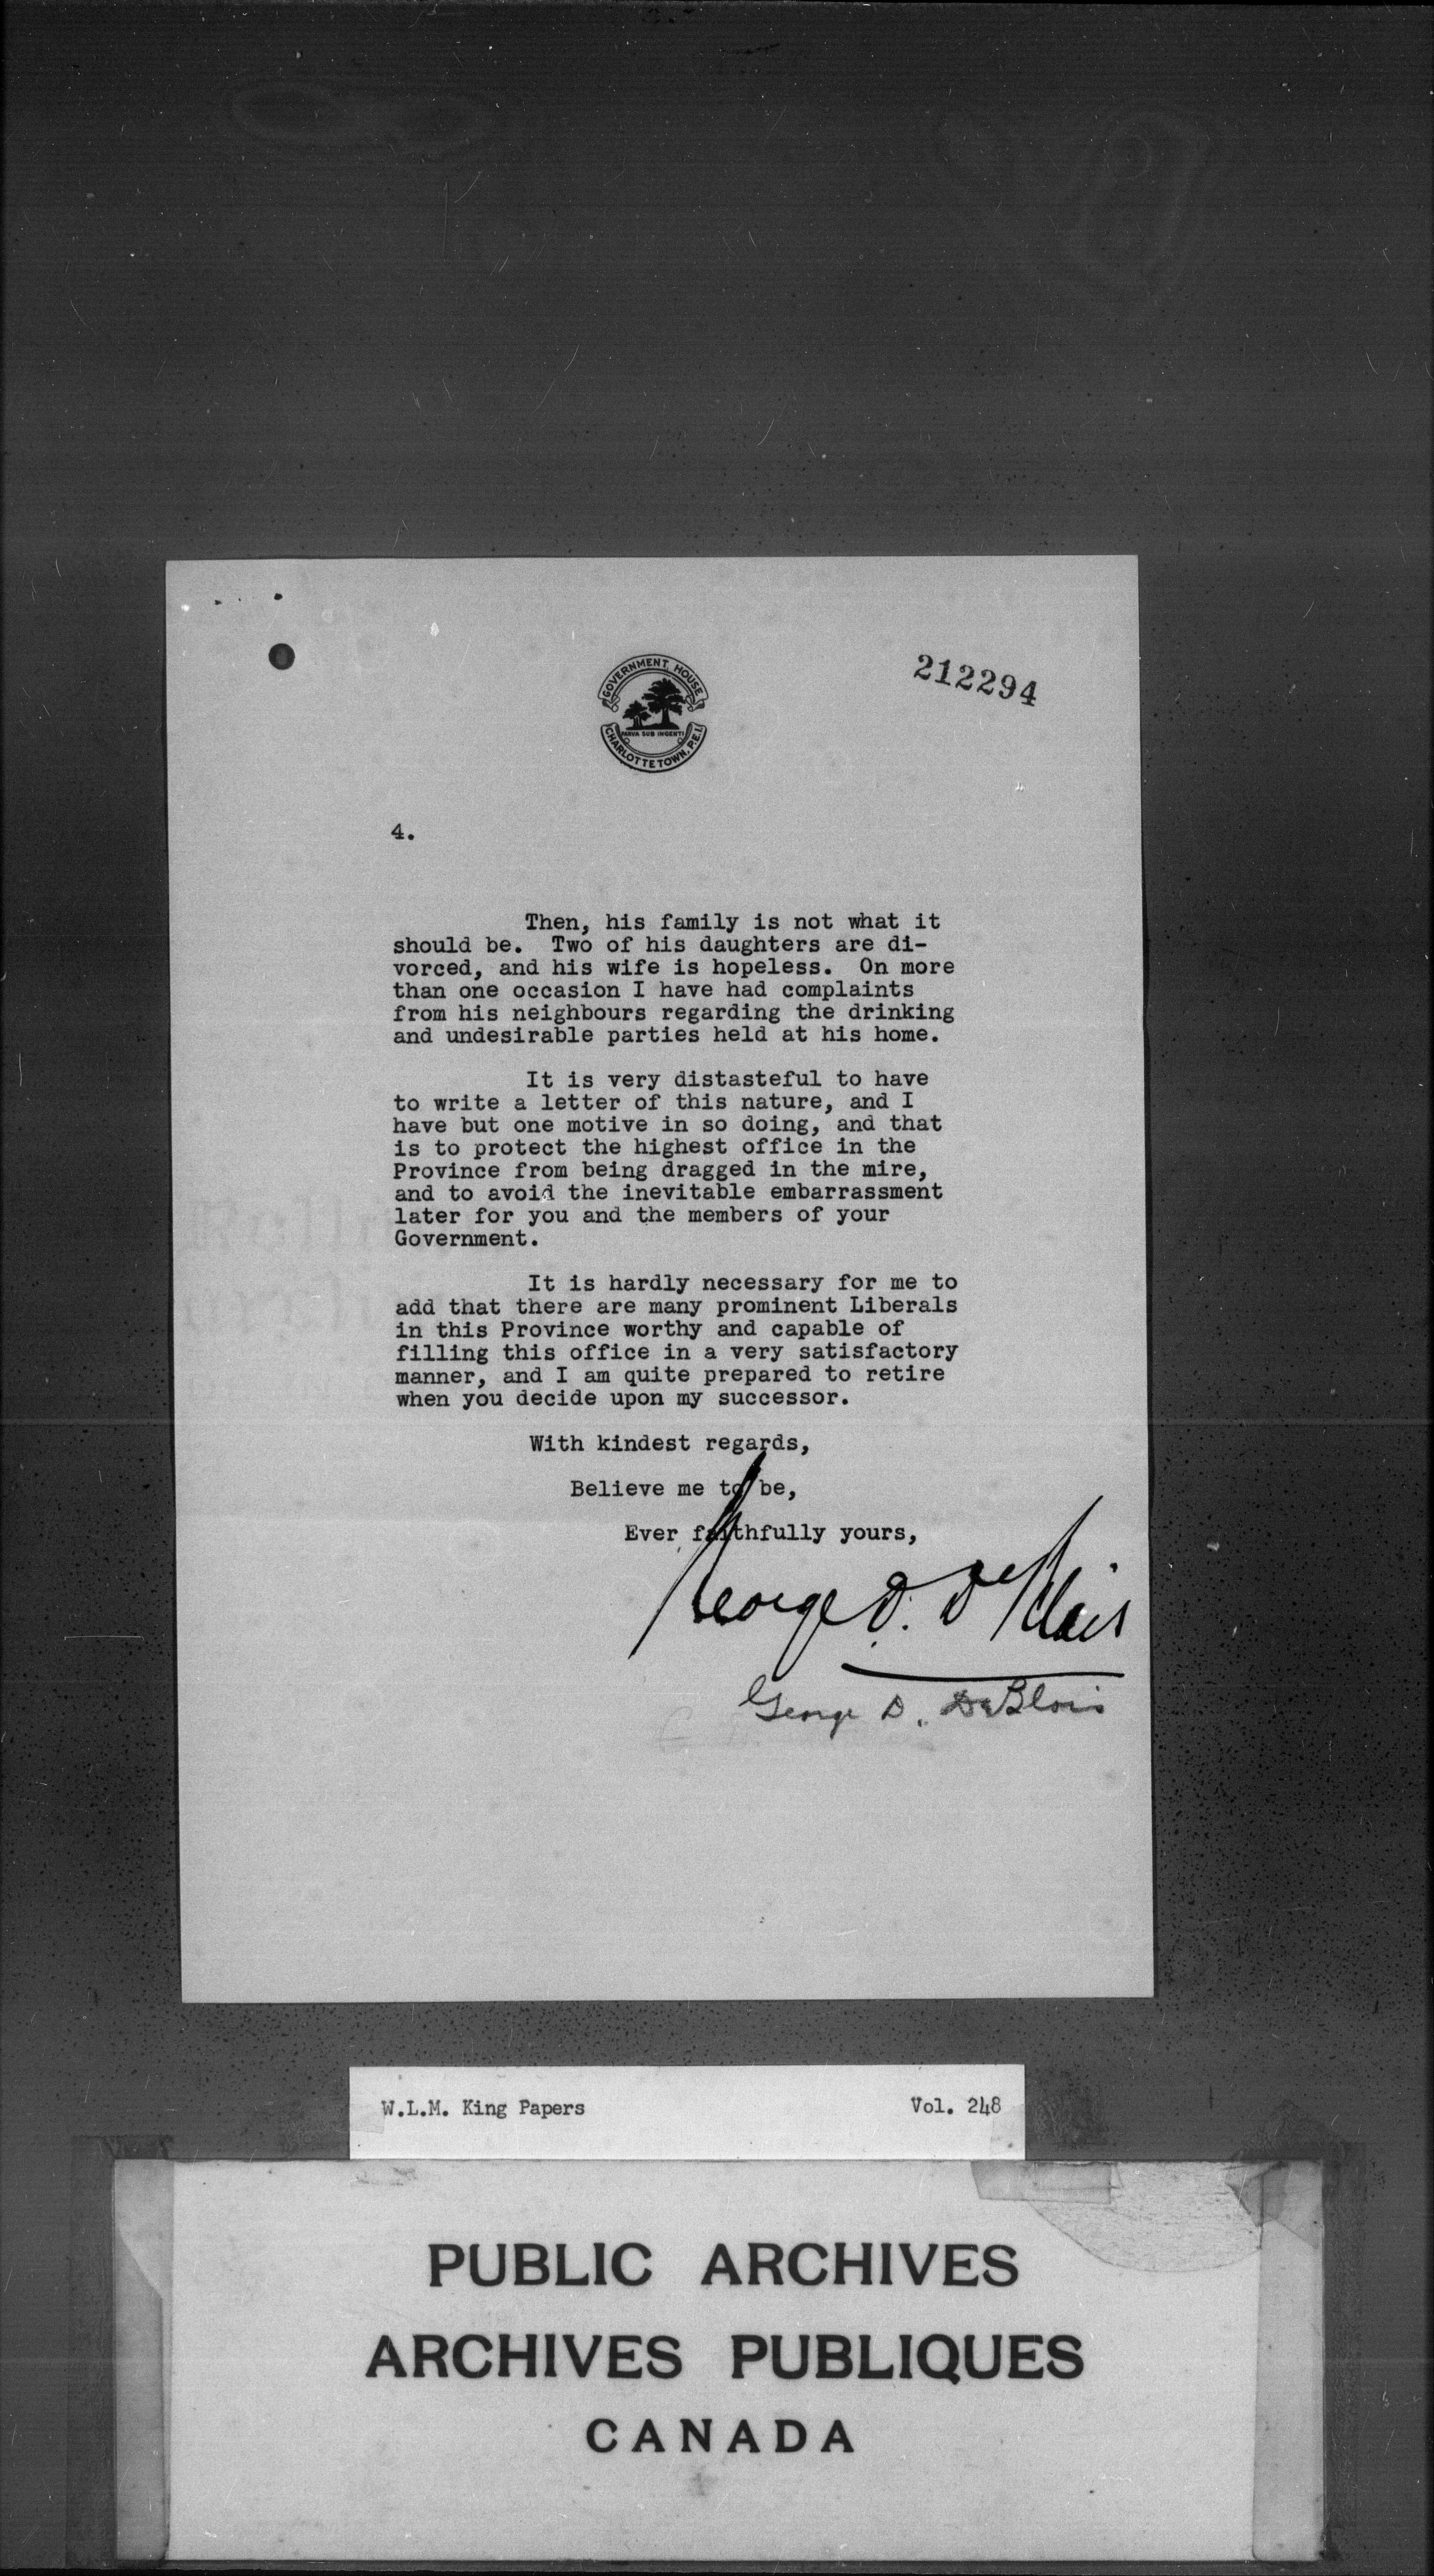 GOVERNMENT HOUSE
PARVA SUB INGENTI
CHARLOTTETOWN, P.E.I.
212294
4.
Then, his family is not what it
should be. Two of his daughters are di-
vorced, and his wife is hopeless. On more
than one occasion I have had complaints
from his neighbours regarding the drinking
and undesirable parties held at his home.
It is very distasteful to have
to write a letter of this nature, and I
have but one motive in so doing, and that
is to protect the highest office in the
Province from being dragged in the mire,
and to avoid the inevitable embarrassment
later for you and the members of your
Government.
It is hardly necessary for me to
add that there are many prominent Liberals
in this Province worthy and capable of
filling this office in a very satisfactory
manner, and I am quite prepared to retire
when you decide upon my successor.
With kindest regards,
Believe me to be,
Ever faithfully yours,
George D. DeBlois
George D. DeBlois
W.L.M. King Papers Vol. 248
PUBLIC ARCHIVES
ARCHIVES PUBLIQUES
CANADA